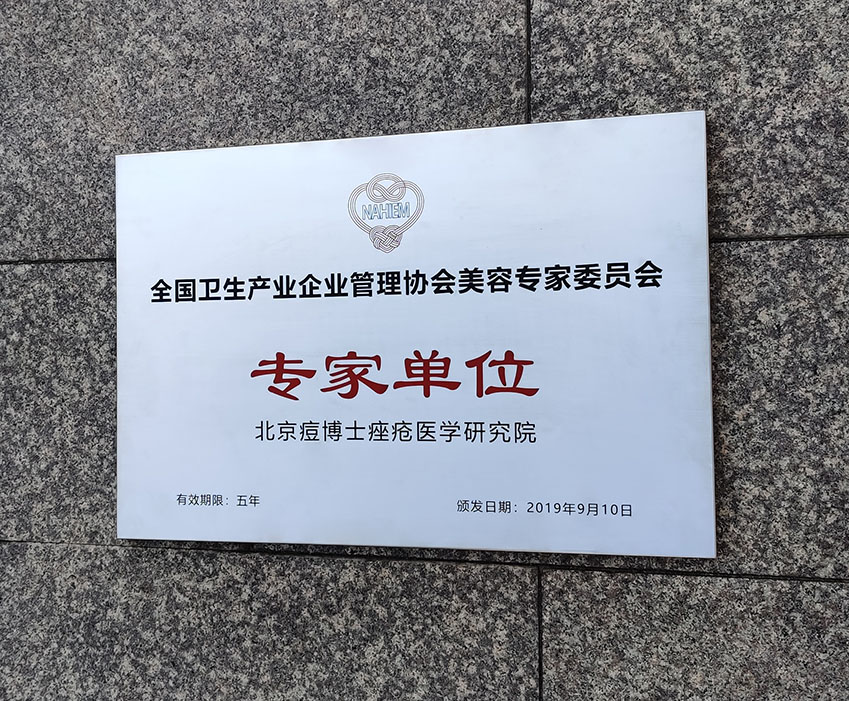 NAHIEM
全国卫生产业企业管理协会美容专家委员会
专家单位
北京痘博士痤疮医学研究院
有效期限：五年
颁发日期：2019年9月10日